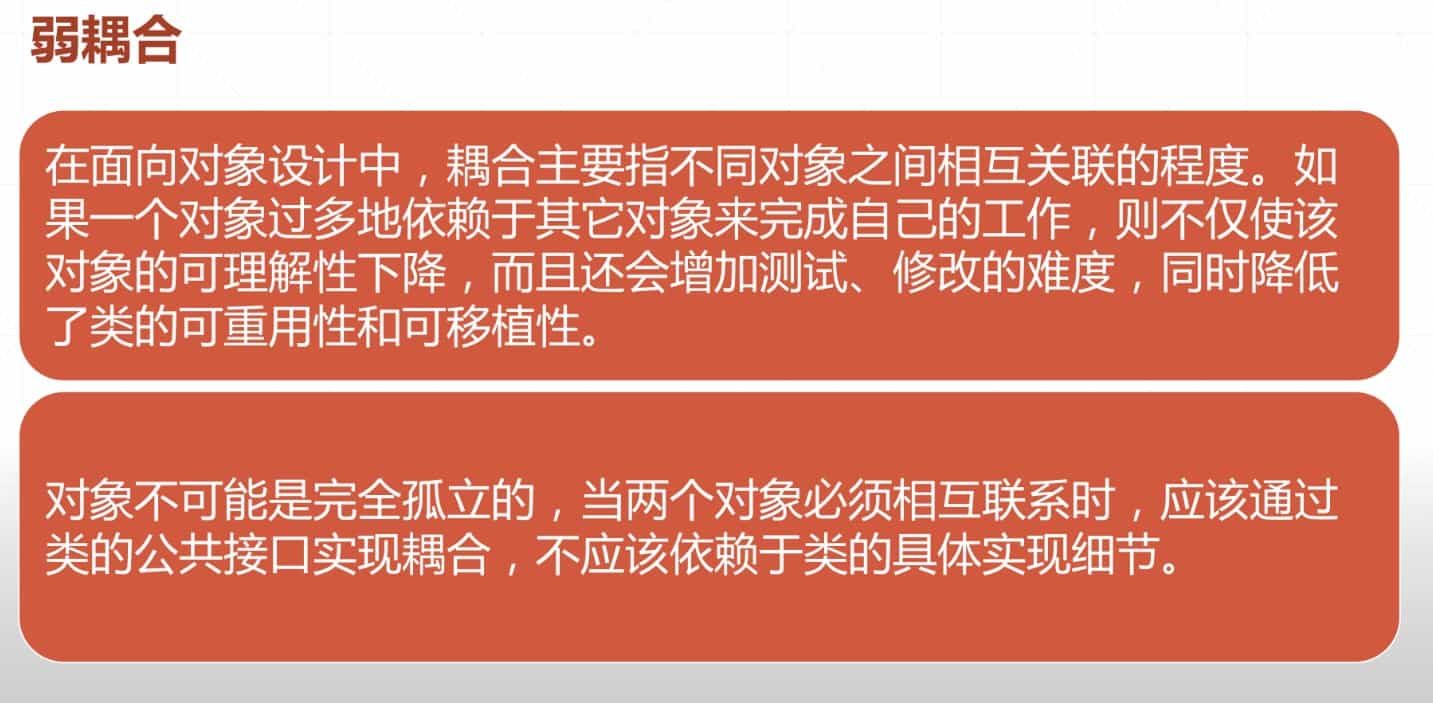 弱耦合
在面向对象设计中，耦合主要指不同对象之间相互关联的程度。如
果一个对象过多地依赖于其它对象来完成自己的工作，则不仅使该
对象的可理解性下降，而且还会增加测试、修改的难度，同时降低
了类的可重用性和可移植性。
对象不可能是完全孤立的，当两个对象必须相互联系时，应该通过
类的公共接口实现耦合，不应该依赖于类的具体实现细节。